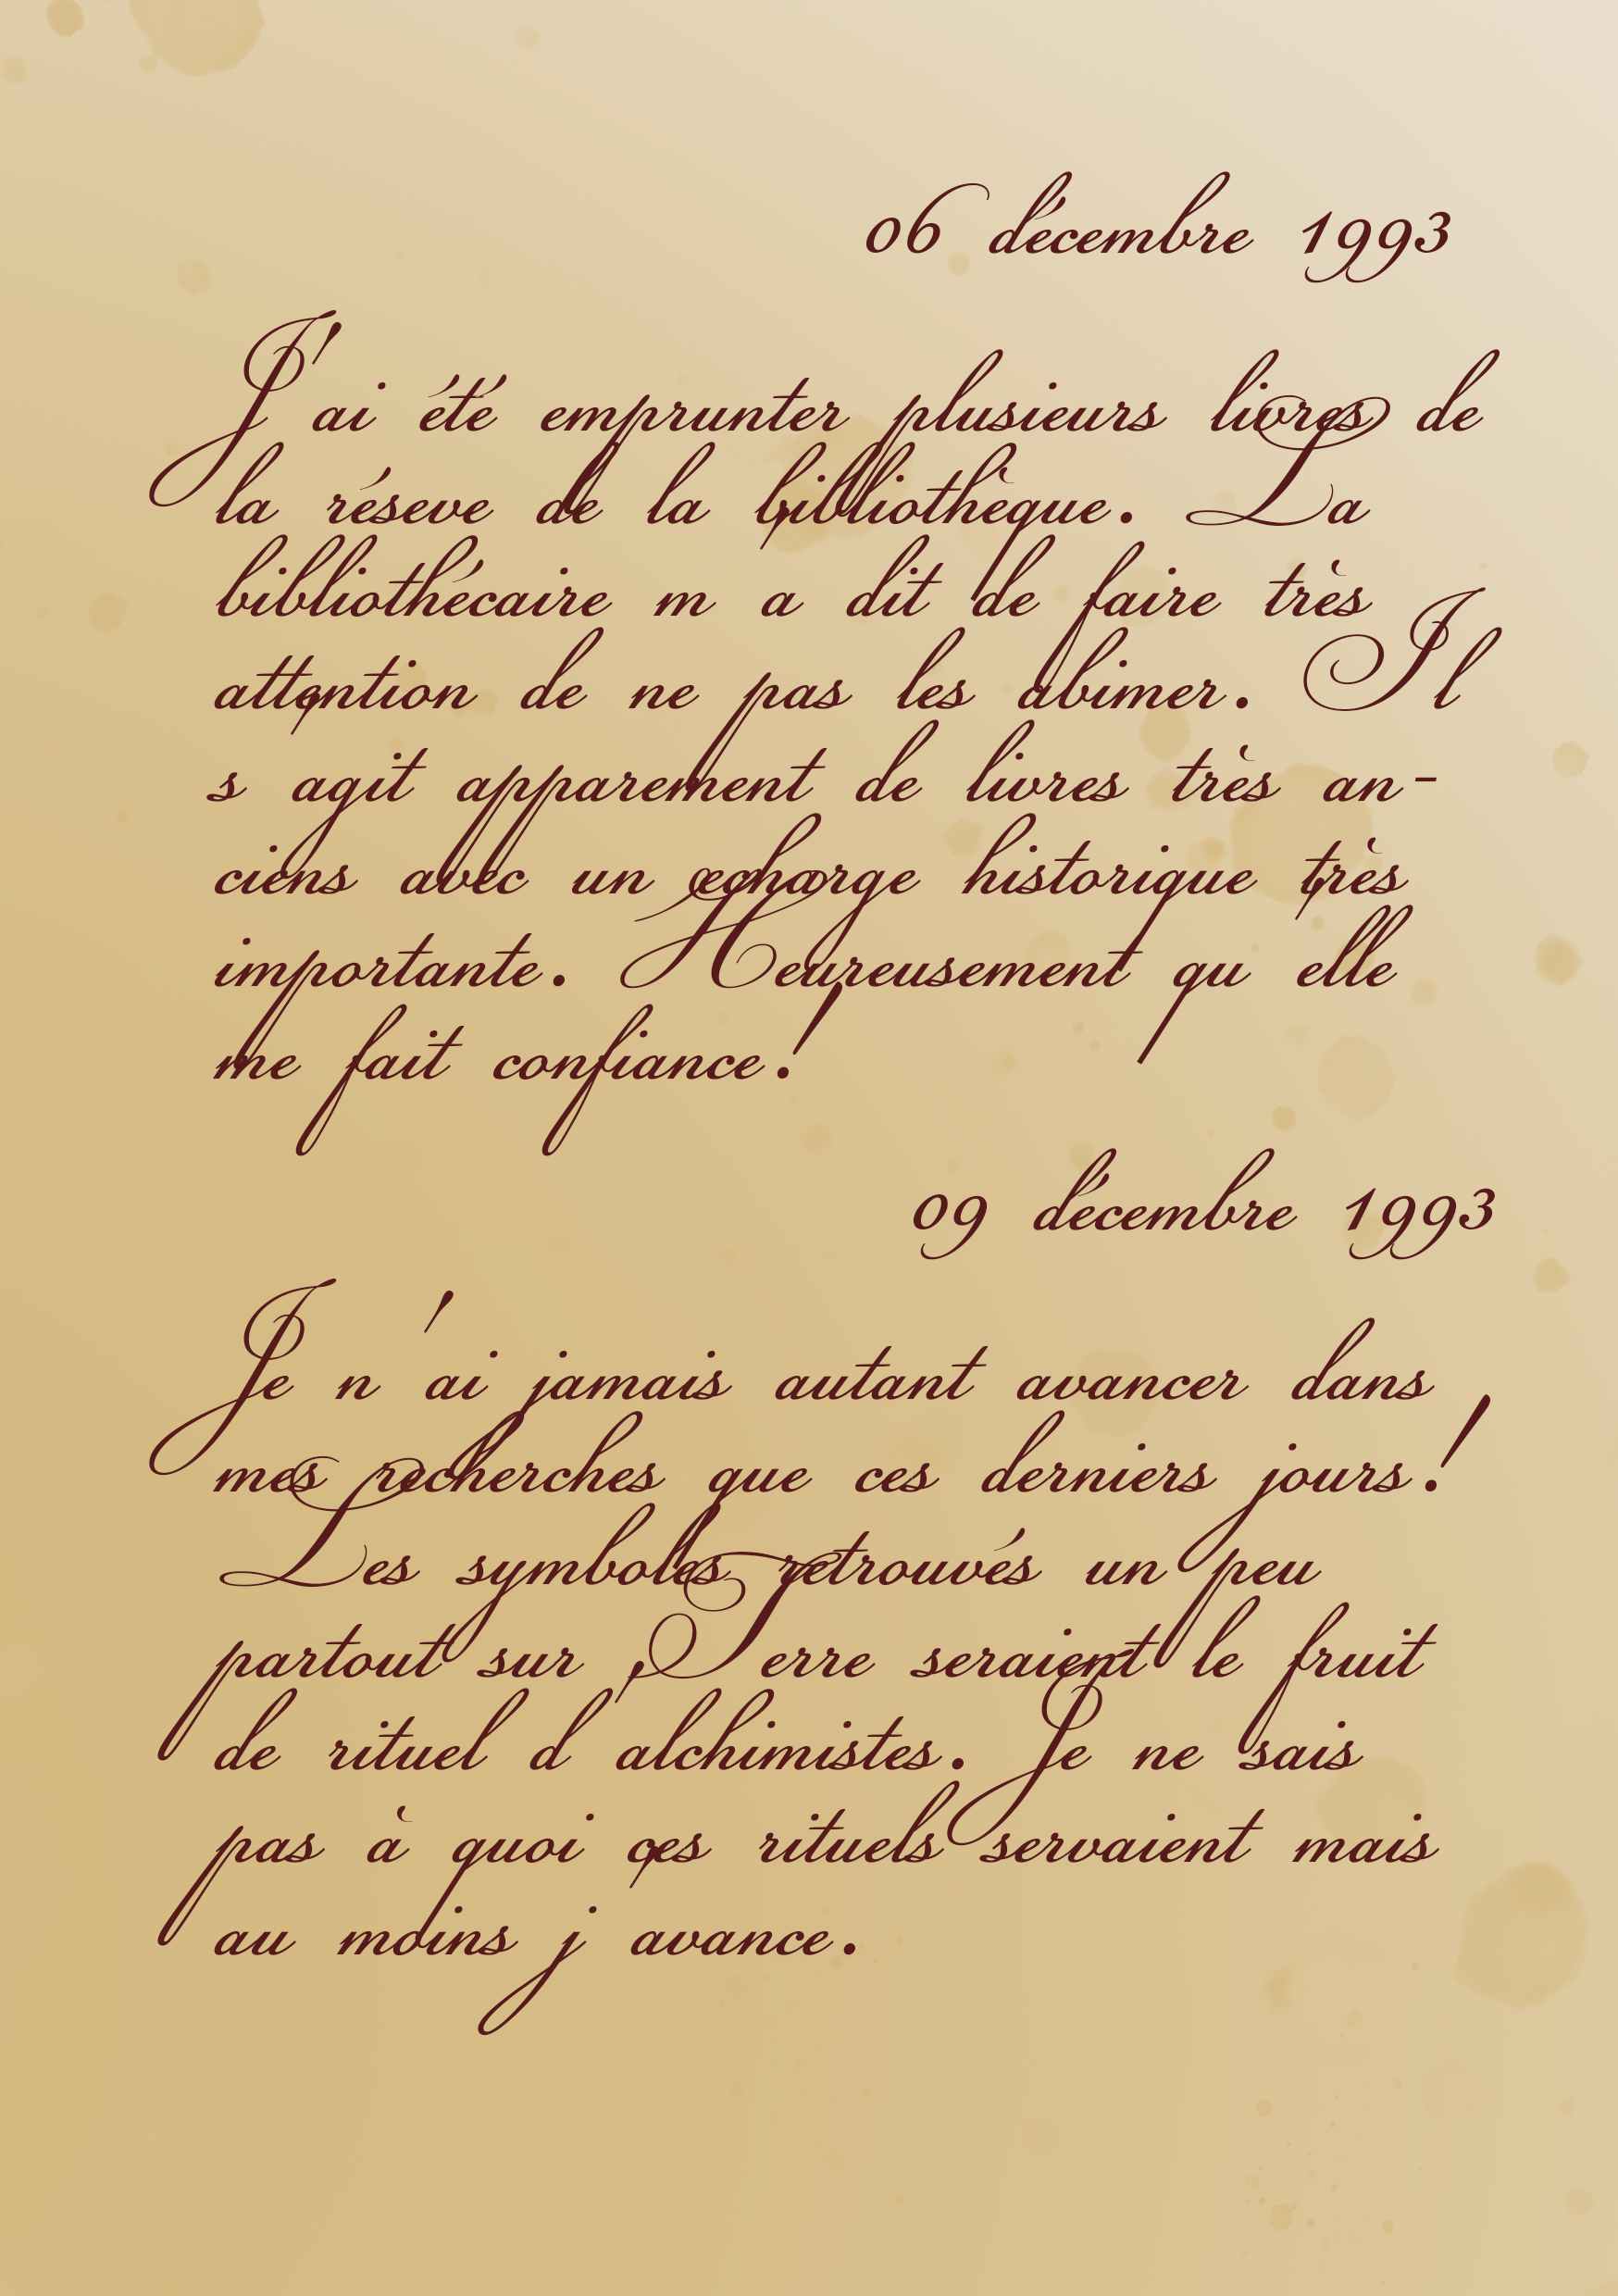 06 décembre 1993
J'ai été emprunter plusieurs livres de
la réseve de la bibliothèque. La
bibliothécaire m'a dit de faire très
attention de ne pas les abimer. Il
s'agit apparement de livres très an-
ciens avec un echarge historique très
importante. Heureusement qu'elle
me fait confiance!
09 décembre 1993
Je n'ai jamais autant avancer dans
mes recherches que ces derniers jours!
Les symboles retrouvés un peu
partout sur Terre seraient le fruit
de rituel d'alchimistes. Je ne sais
pas à quoi ces rituels servaient mais
au moins j'avance.